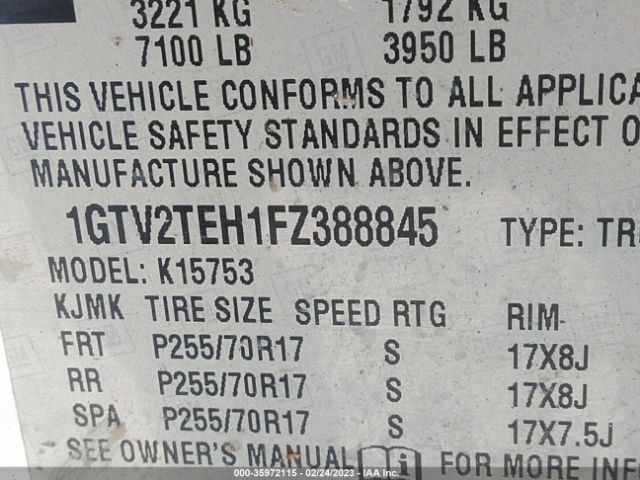 3221 KG 1792 KG
7100 LB 3950 LB
THIS VEHICLE CONFORMS TO ALL APPLICA
VEHICLE SAFETY STANDARDS IN EFFECT O
MANUFACTURE SHOWN ABOVE.
1GTV2TEH1FZ388845 TYPE: TR
MODEL: K15753
KJMK TIRE SIZE SPEED RTG RIM
FRT P255/70R17 S 17X8J
RR P255/70R17 S 17X8J
SPA P255/70R17 S 17X7.5J
SEE OWNER'S MANUAL i FOR MORE INF
000-35972115 - 02/24/2023 - IAA Inc.